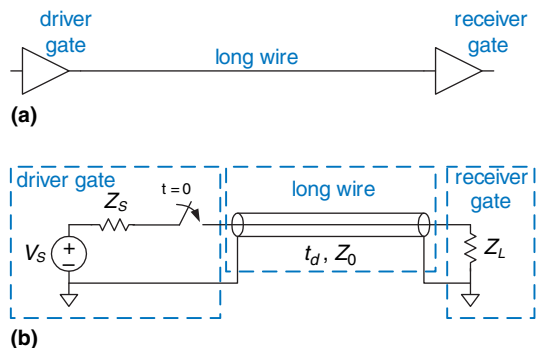 driver
gate
receiver
gate
long wire
(a)
driver gate
long wire
receiver
gate
t = 0
Z_S
V_S
+
−
t_d , Z_0
Z_L
(b)